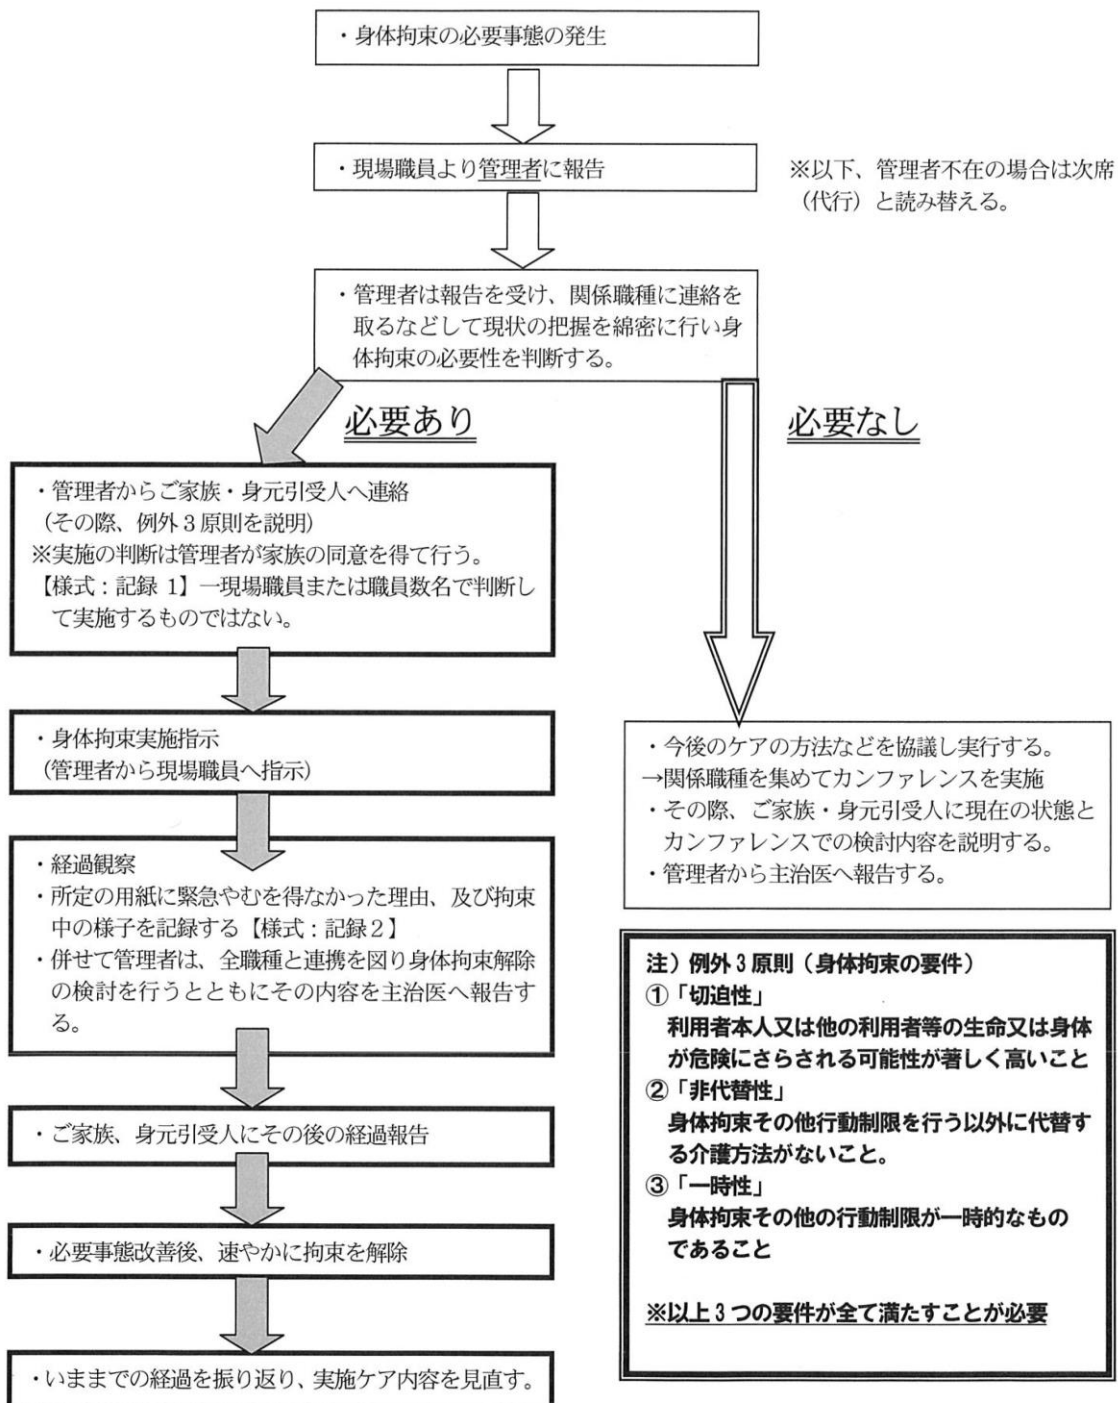 ・身体拘束の必要事態の発生
・現場職員より管理者に報告
※以下、管理者不在の場合は次席
（代行）と読み替える。
・管理者は報告を受け、関係職種に連絡を
取るなどして現状の把握を綿密に行い身
体拘束の必要性を判断する。
必要あり
必要なし
・管理者からご家族・身元引受人へ連絡
(その際、例外 3 原則を説明)
※実施の判断は管理者が家族の同意を得て行う。
【様式：記録 1】一現場職員または職員数名で判断し
て実施するものではない。
・身体拘束実施指示
(管理者から現場職員へ指示)
・経過観察
・所定の用紙に緊急やむを得なかった理由、及び拘束
中の様子を記録する【様式：記録２】
・併せて管理者は、全職種と連携を図り身体拘束解除
の検討を行うとともにその内容を主治医へ報告す
る。
・ご家族、身元引受人にその後の経過報告
・必要事態改善後、速やかに拘束を解除
・いままでの経過を振り返り、実施ケア内容を見直す。
・今後のケアの方法などを協議し実行する。
→関係職種を集めてカンファレンスを実施
・その際、ご家族・身元引受人に現在の状態と
カンファレンスでの検討内容を説明する。
・管理者から主治医へ報告する。
注）例外 3 原則（身体拘束の要件）
①「切迫性」
利用者本人又は他の利用者等の生命又は身体
が危険にさらされる可能性が著しく高いこと
②「非代替性」
身体拘束その他行動制限を行う以外に代替す
る介護方法がないこと。
③「一時性」
身体拘束その他の行動制限が一時的なもの
であること
※以上 3 つの要件が全て満たすことが必要